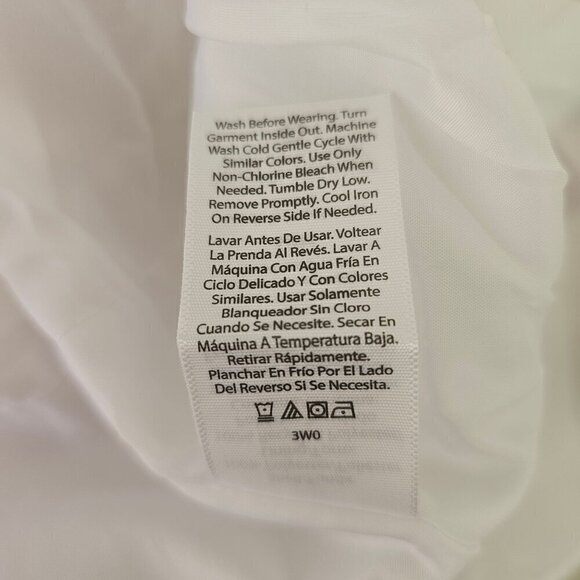 Wash Before Wearing. Turn
Garment Inside Out. Machine
Wash Cold Gentle Cycle With
Similar Colors. Use Only
Non-Chlorine Bleach When
Needed. Tumble Dry Low.
Remove Promptly. Cool Iron
On Reverse Side If Needed.
Lavar Antes De Usar. Voltear
La Prenda Al Revés. Lavar A
Máquina Con Agua Fría En
Ciclo Delicado Y Con Colores
Similares. Usar Solamente
Blanqueador Sin Cloro
Cuando Se Necesite. Secar En
Máquina A Temperatura Baja.
Retirar Rápidamente.
Planchar En Frío Por El Lado
Del Reverso Si Se Necesita.
3W0